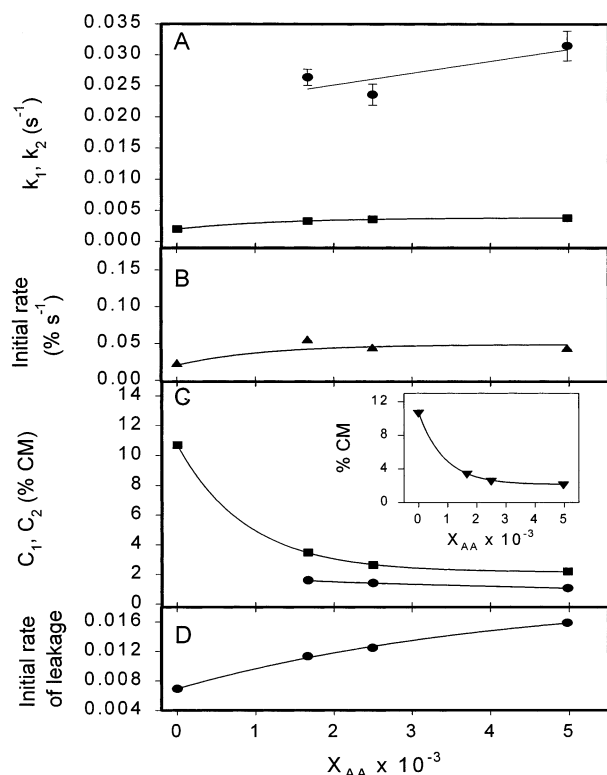 A
0.035
0.030
0.025
0.020
0.015
0.010
0.005
0.000
k1, k2 (s-1)
B
0.15
0.10
0.05
0.00
Initial rate
(% s-1)
C
14
12
10
8
6
4
2
0
C1, C2 (% CM)
12
8
4
0
% CM
0 1 2 3 4 5
XAA x 10-3
D
0.016
0.012
0.008
0.004
Initial rate
of leakage
0 1 2 3 4 5
XAA x 10-3